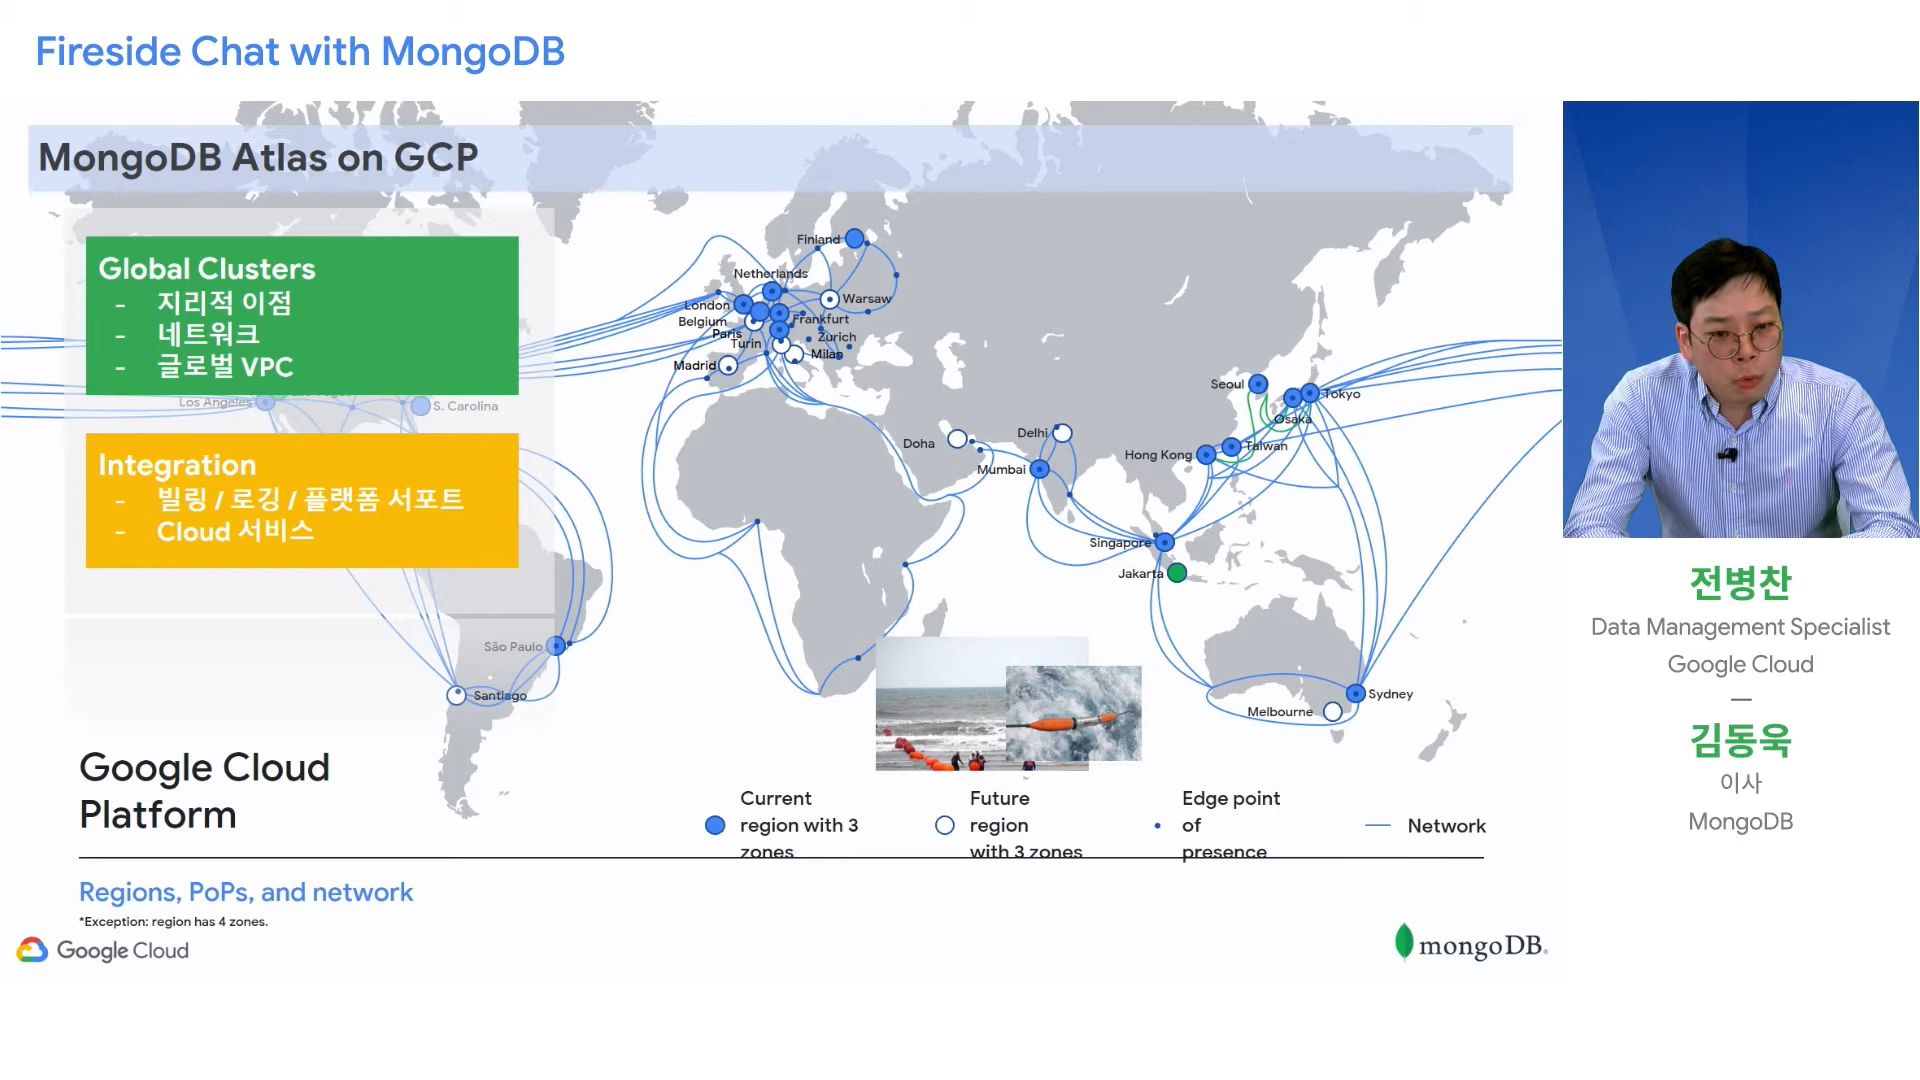 Fireside Chat with MongoDB
MongoDB Atlas on GCP
Global Clusters
- 지리적 이점
- 네트워크
- 글로벌 VPC
Integration
- 빌링 / 로깅 / 플랫폼 서포트
- Cloud 서비스
Los Angeles
S. Carolina
São Paulo
Santiago
Finland
Netherlands
London
Warsaw
Belgium
Frankfurt
Paris
Zurich
Turin
Milan
Madrid
Doha
Delhi
Mumbai
Seoul
Tokyo
Osaka
Hong Kong
Taiwan
Singapore
Jakarta
Sydney
Melbourne
Google Cloud
Platform
Current
region with 3
zones
Future
region
with 3 zones
Edge point
of
presence
Network
Regions, PoPs, and network
*Exception: region has 4 zones.
Google Cloud
mongoDB.
전병찬
Data Management Specialist
Google Cloud
—
김동욱
이사
MongoDB